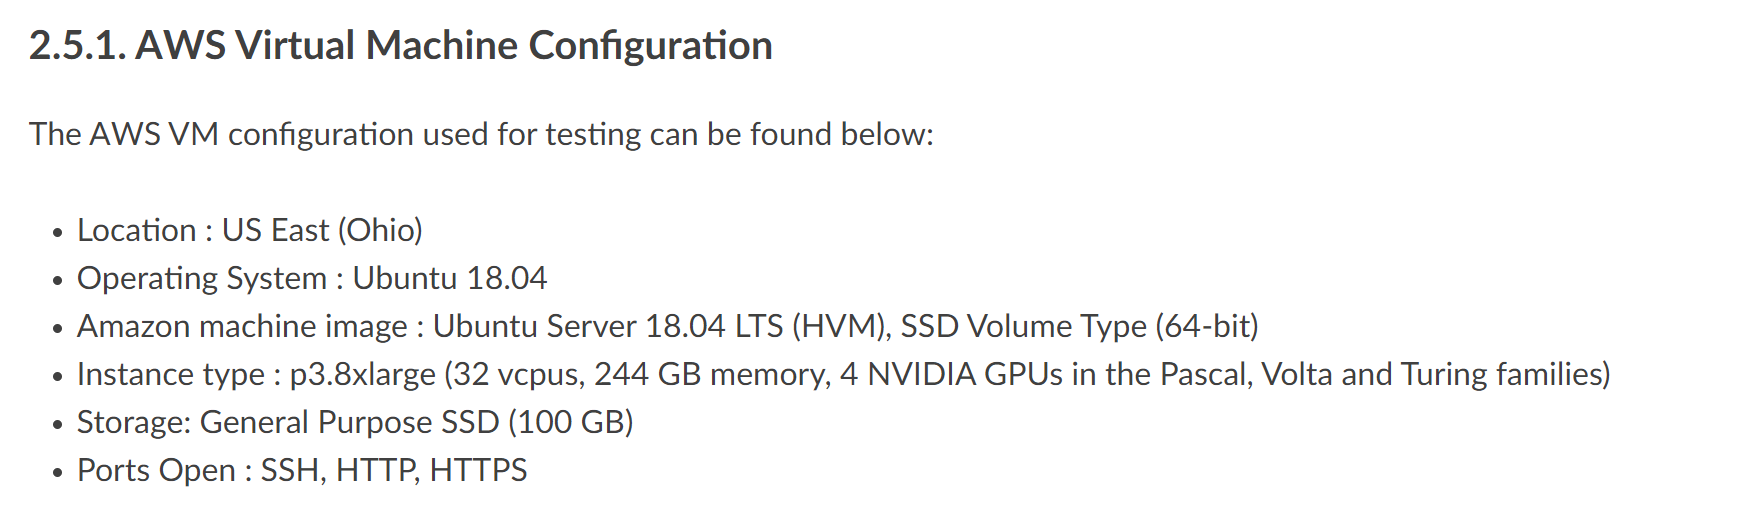 2.5.1. AWS Virtual Machine Configuration
The AWS VM configuration used for testing can be found below:
• Location : US East (Ohio)
• Operating System : Ubuntu 18.04
• Amazon machine image : Ubuntu Server 18.04 LTS (HVM), SSD Volume Type (64-bit)
• Instance type : p3.8xlarge (32 vcpus, 244 GB memory, 4 NVIDIA GPUs in the Pascal, Volta and Turing families)
• Storage: General Purpose SSD (100 GB)
• Ports Open : SSH, HTTP, HTTPS